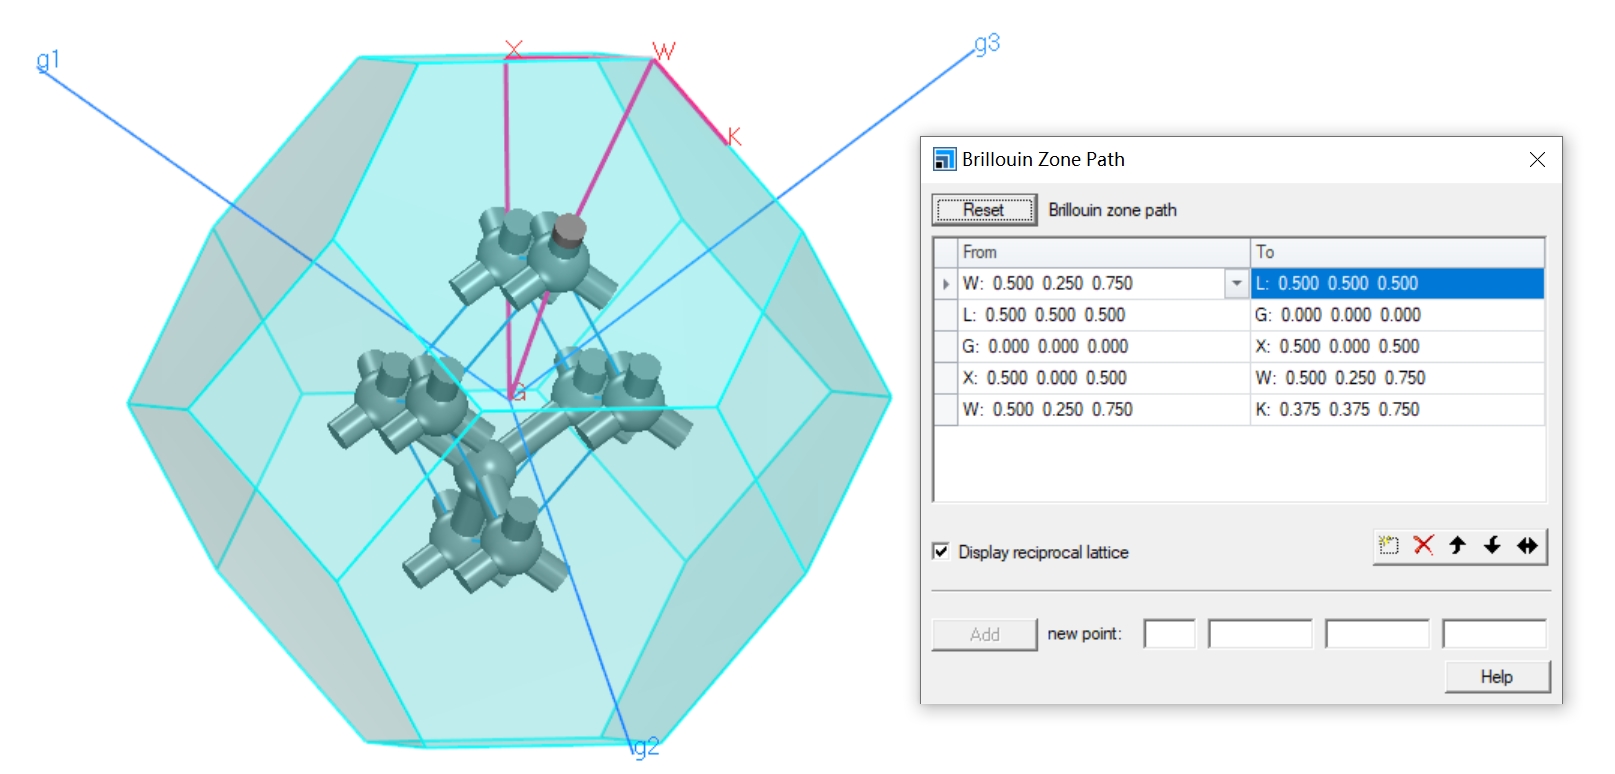 g1
X
W
g3
K
G
g2
Brillouin Zone Path
Reset Brillouin zone path
From To
W: 0.500 0.250 0.750 L: 0.500 0.500 0.500
L: 0.500 0.500 0.500 G: 0.000 0.000 0.000
G: 0.000 0.000 0.000 X: 0.500 0.000 0.500
X: 0.500 0.000 0.500 W: 0.500 0.250 0.750
W: 0.500 0.250 0.750 K: 0.375 0.375 0.750
Display reciprocal lattice
Add new point:
Help